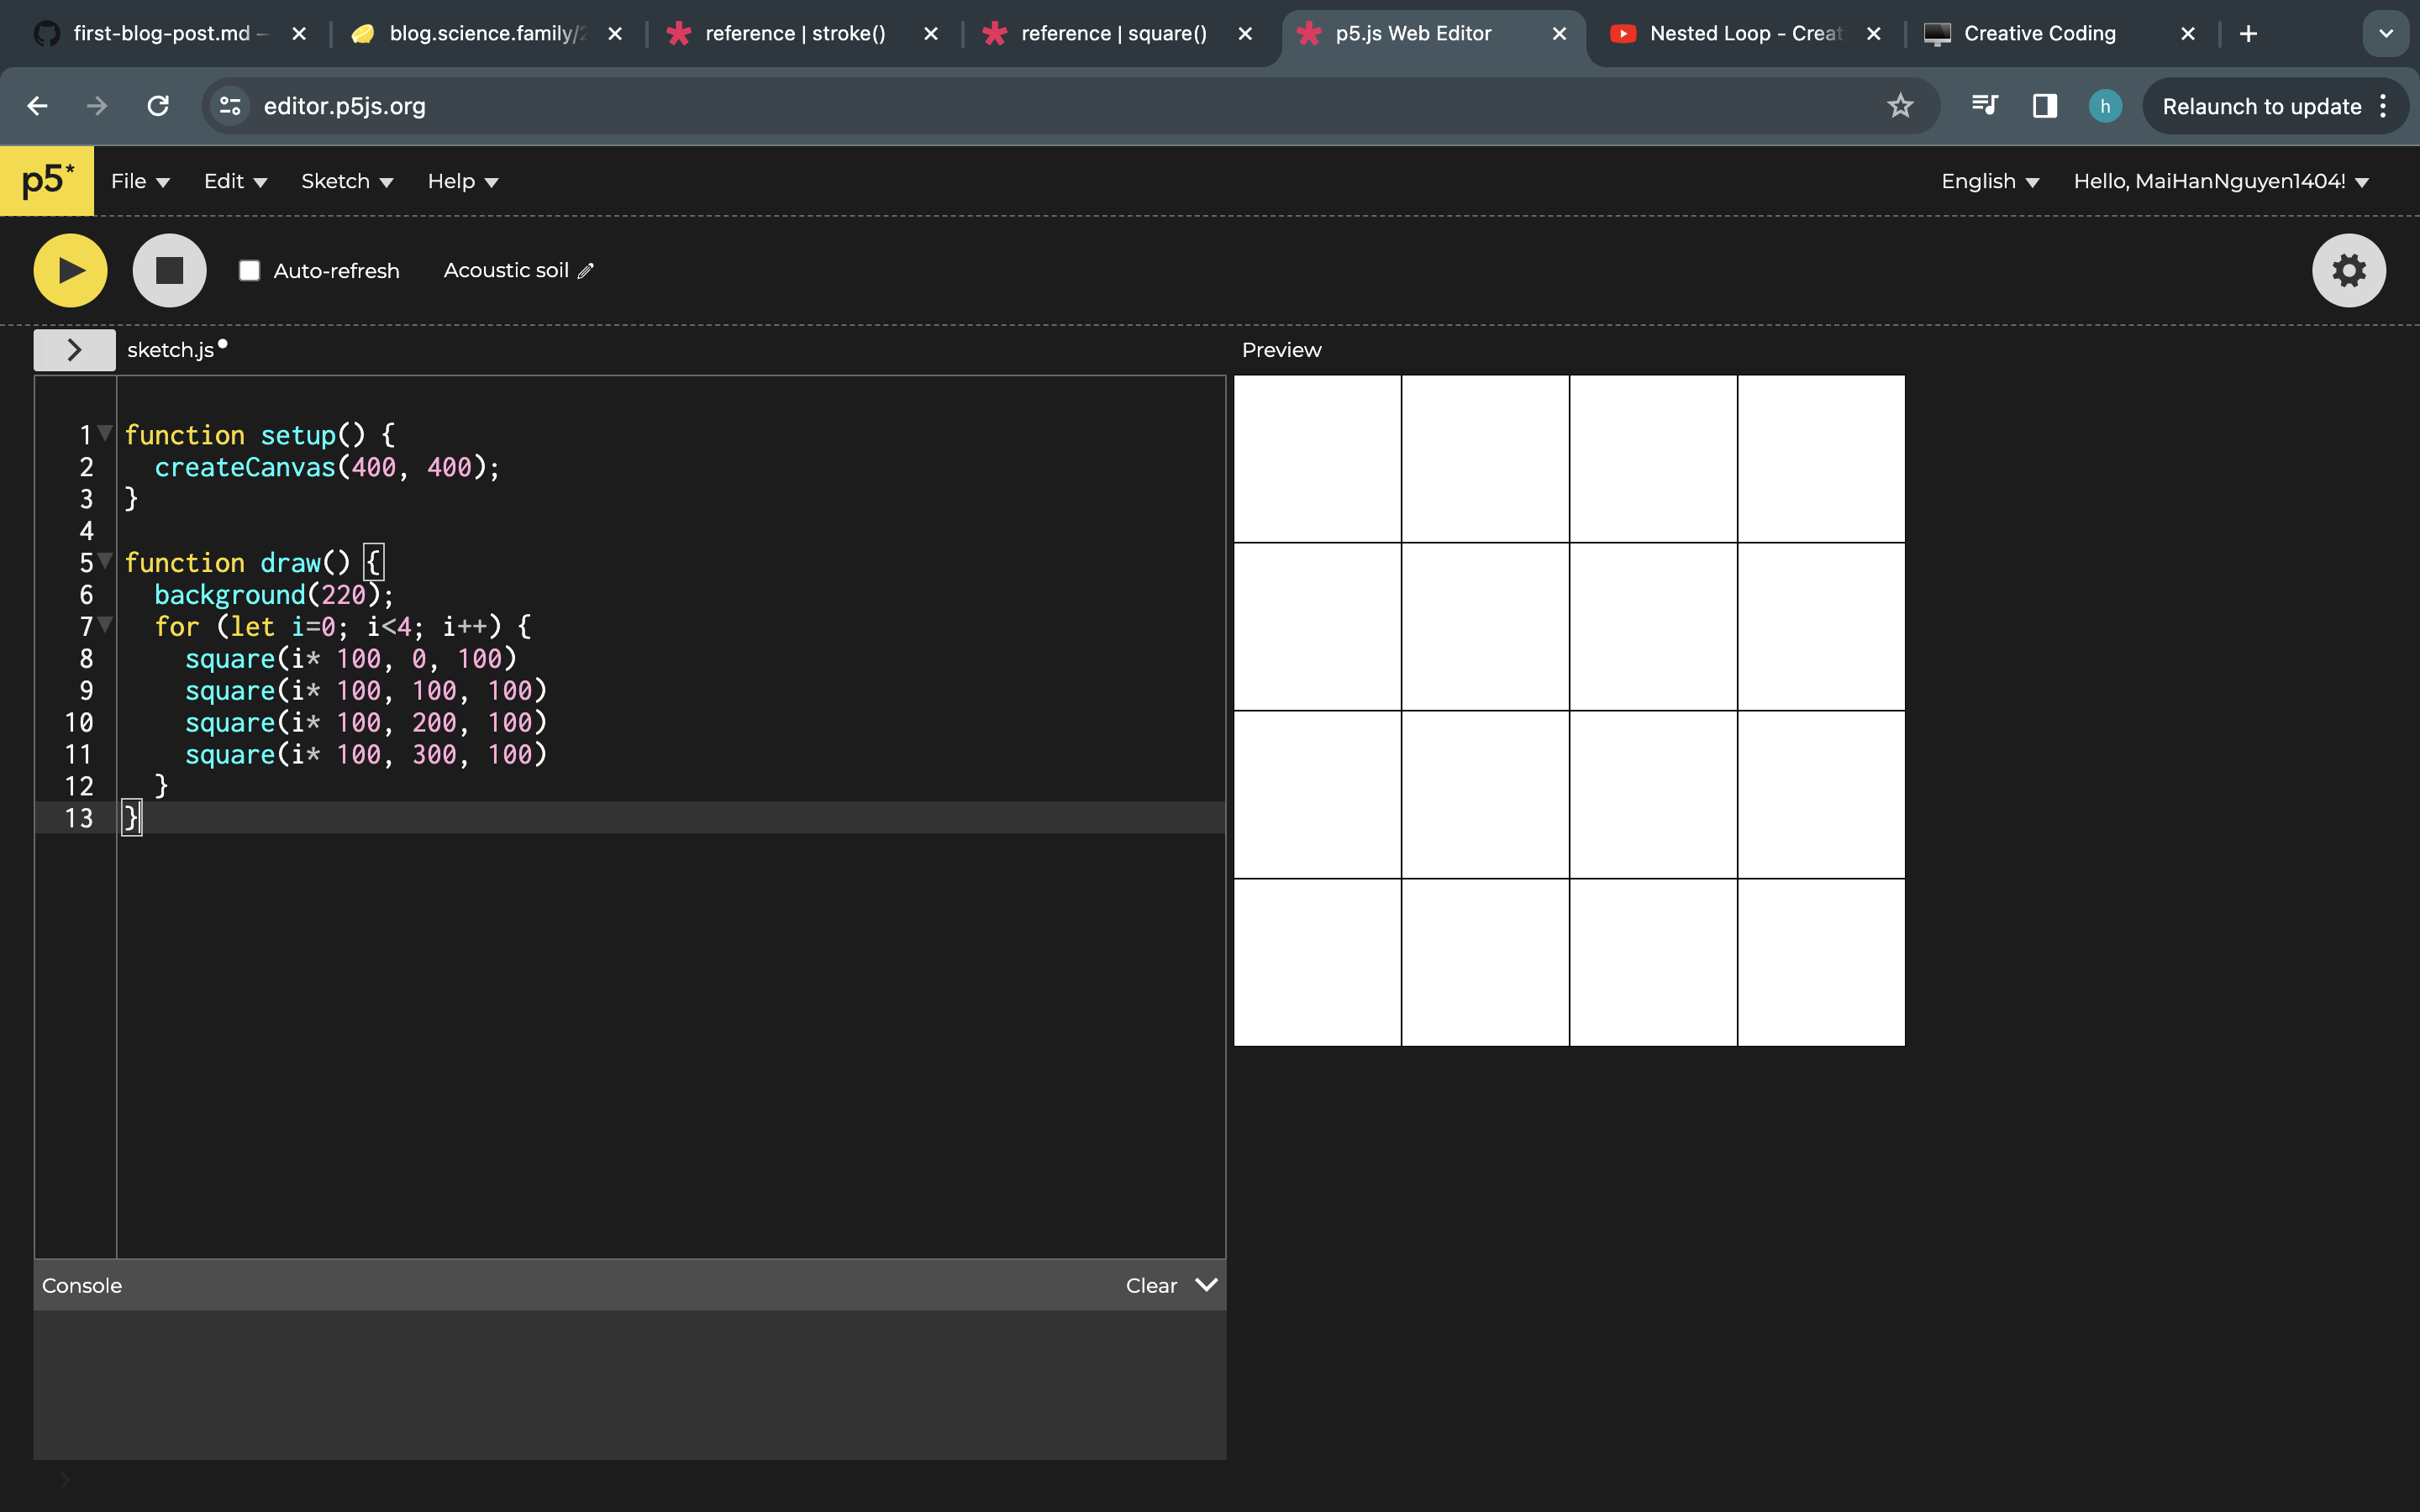 first-blog-post.md –
blog.science.family/2
reference | stroke()
reference | square()
p5.js Web Editor
Nested Loop - Creat
Creative Coding
editor.p5js.org
h
Relaunch to update
p5*
File
Edit
Sketch
Help
English
Hello, MaiHanNguyen1404!
Auto-refresh
Acoustic soil
> sketch.js
Preview
1 function setup() {
2 createCanvas(400, 400);
3 }
4
5 function draw() {
6 background(220);
7 for (let i=0; i<4; i++) {
8 square(i* 100, 0, 100)
9 square(i* 100, 100, 100)
10 square(i* 100, 200, 100)
11 square(i* 100, 300, 100)
12 }
13 }
Console
Clear
>